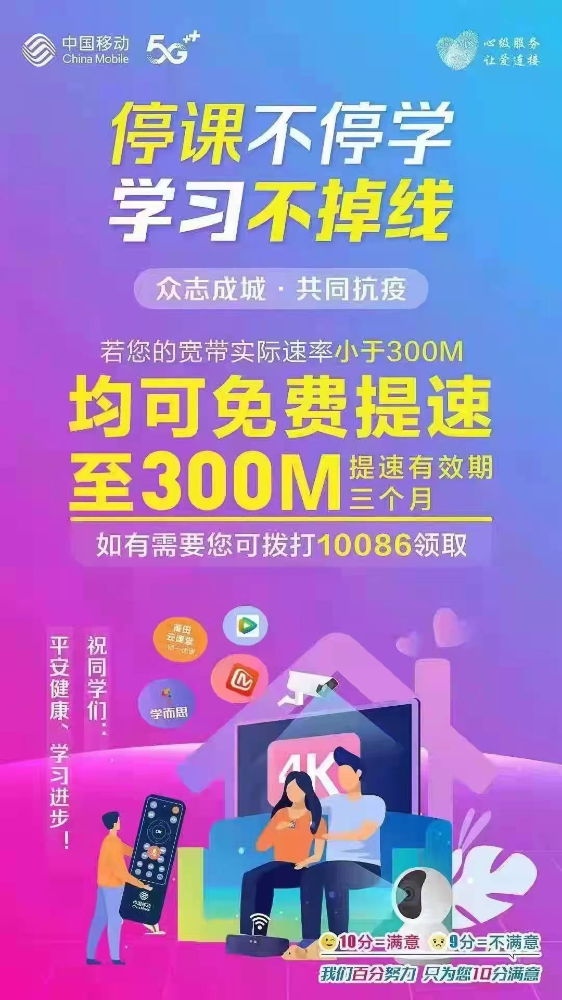 中国移动
China Mobile
5G++
心级服务
让爱连接
停课不停学
学习不掉线
众志成城·共同抗疫
若您的宽带实际速率小于300M
均可免费提速
至300M
提速有效期
三个月
如有需要您可拨打10086领取
祝同学们：
平安健康、学习进步！
莆田
云课堂
师一优课
学而思
4K
OK
中国移动
China Mobile
10分=满意
9分=不满意
我们百分努力 只为您10分满意